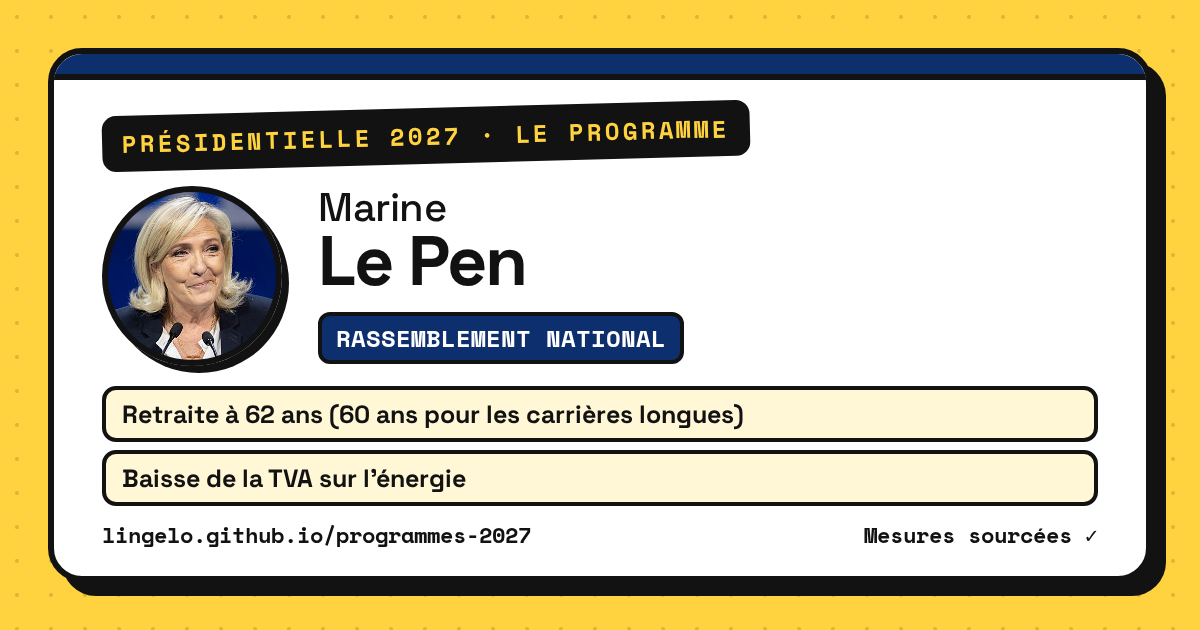 PRÉSIDENTIELLE 2027 · LE PROGRAMME
Marine
Le Pen
RASSEMBLEMENT NATIONAL
Retraite à 62 ans (60 ans pour les carrières longues)
Baisse de la TVA sur l’énergie
lingelo.github.io/programmes-2027
Mesures sourcées ✓